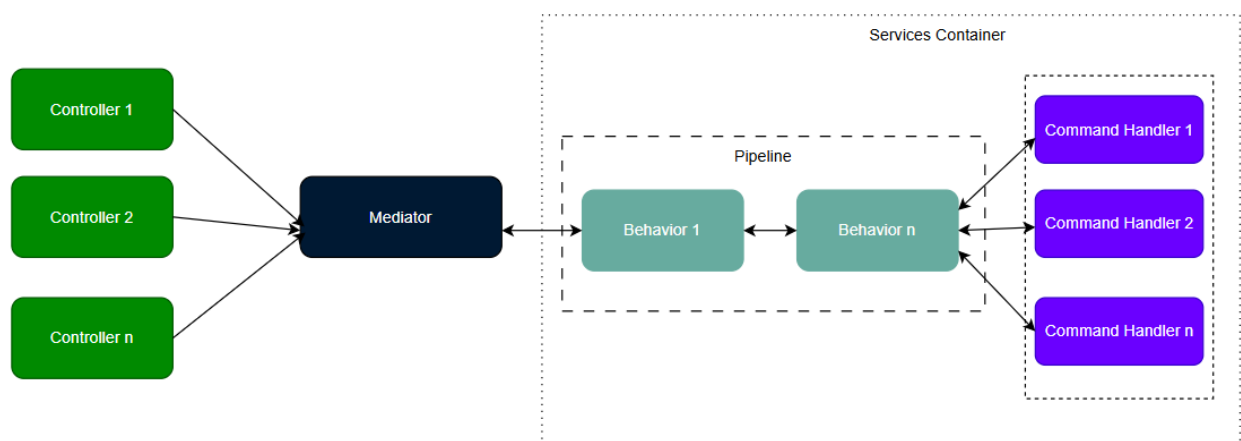 Services Container
Controller 1
Controller 2
Controller n
Mediator
Pipeline
Behavior 1
Behavior n
Command Handler 1
Command Handler 2
Command Handler n